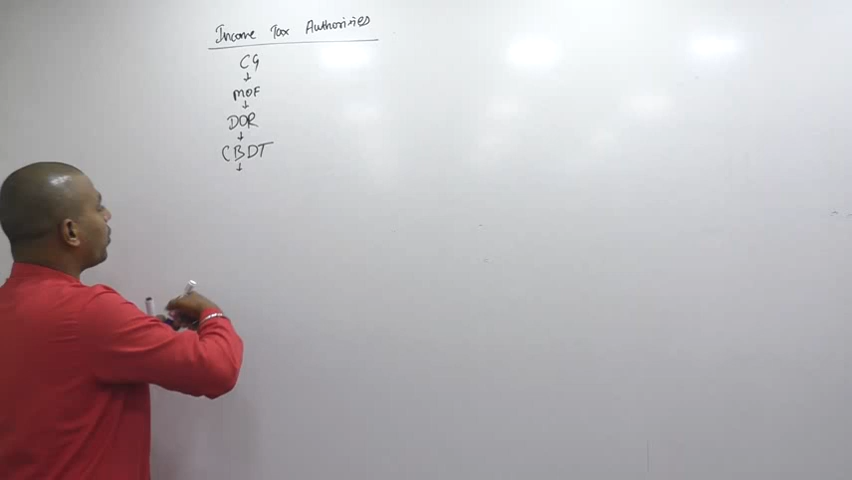 Income Tax Authorities
CG
↓
MOF
↓
DOR
↓
CBDT
↓